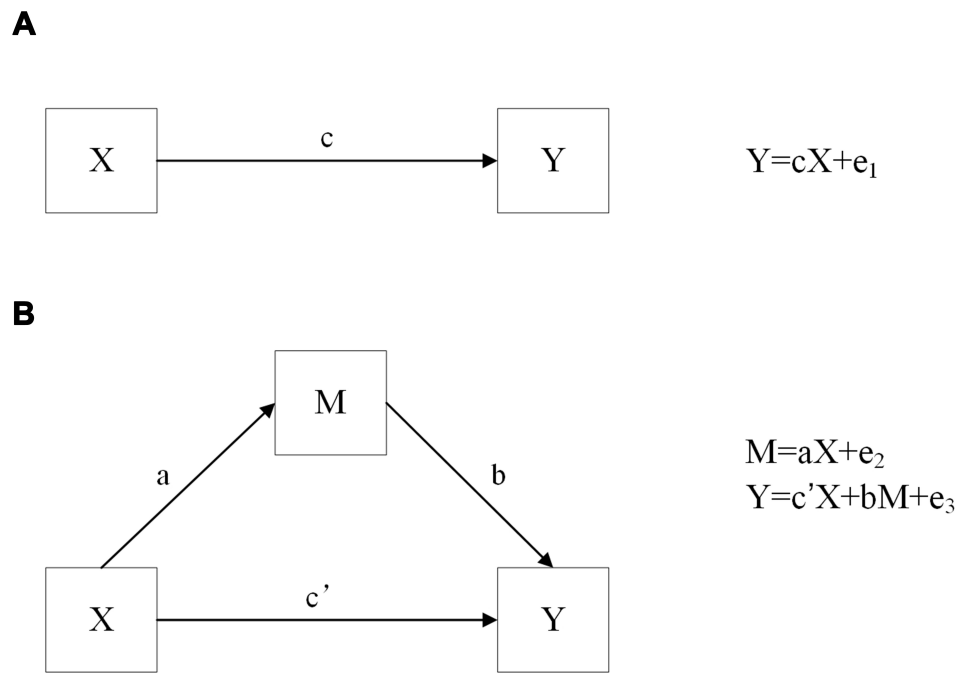 A
c
X
Y
Y=cX+e₁
B
M
a
b
M=aX+e₂
Y=c’X+bM+e₃
c’
X
Y